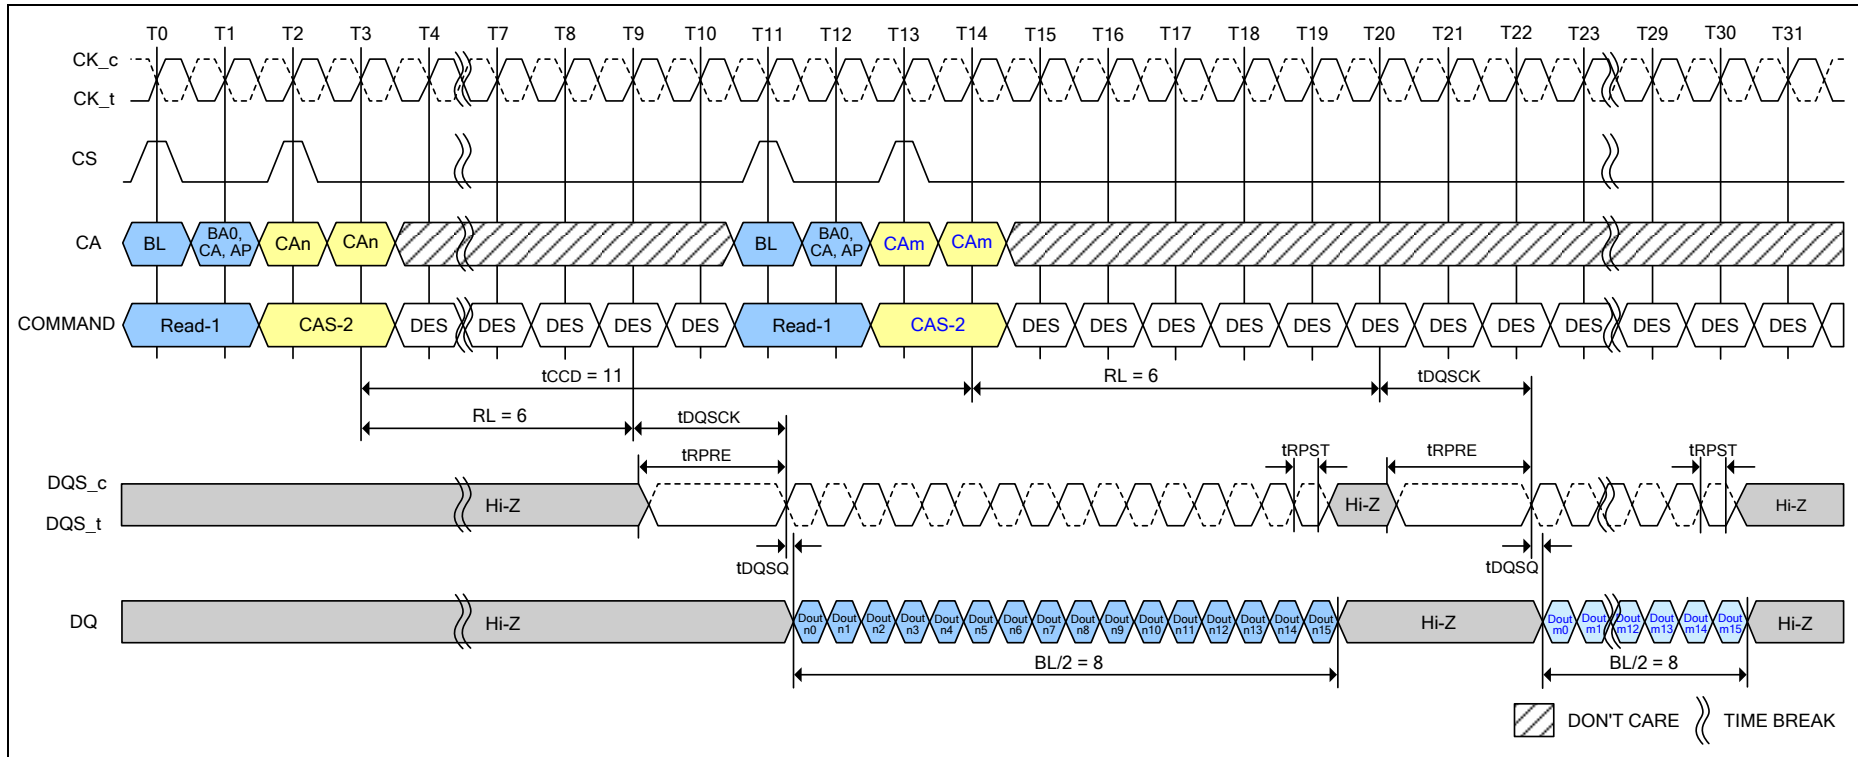 T0 T1 T2 T3 T4 T7 T8 T9 T10 T11 T12 T13 T14 T15 T16 T17 T18 T19 T20 T21 T22 T23 T29 T30 T31
CK_c
CK_t
CS
CA BL BA0, CA, AP CAn CAn BL BA0, CA, AP CAm CAm
COMMAND Read-1 CAS-2 DES DES DES DES DES Read-1 CAS-2 DES DES DES DES DES DES DES DES DES DES DES DES
tCCD = 11 RL = 6 tDQSCK
RL = 6 tDQSCK
tRPRE tRPST tRPRE tRPST
DQS_c
DQS_t
Hi-Z Hi-Z Hi-Z
tDQSQ tDQSQ
DQ Hi-Z Dout n0 Dout n1 Dout n2 Dout n3 Dout n4 Dout n5 Dout n6 Dout n7 Dout n8 Dout n9 Dout n10 Dout n11 Dout n12 Dout n13 Dout n14 Dout n15 Hi-Z Dout m0 Dout m1 Dout m12 Dout m13 Dout m14 Dout m15 Hi-Z
BL/2 = 8 BL/2 = 8
DON'T CARE TIME BREAK